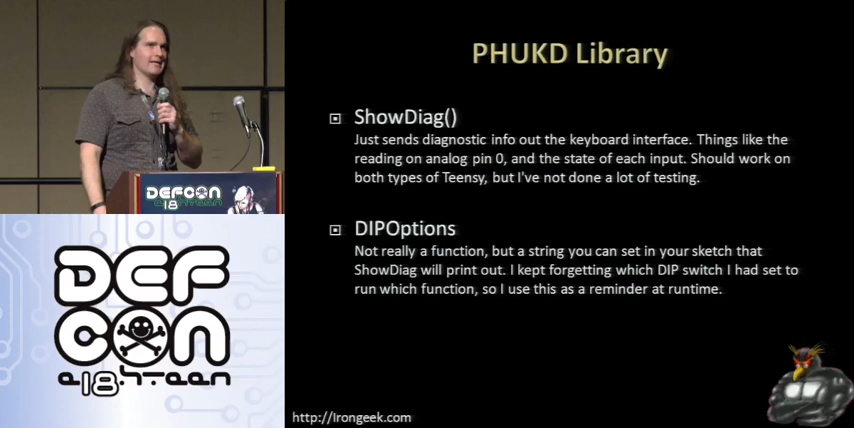 PHUKD Library
ShowDiag()
Just sends diagnostic info out the keyboard interface. Things like the
reading on analog pin 0, and the state of each input. Should work on
both types of Teensy, but I've not done a lot of testing.
DIPOptions
Not really a function, but a string you can set in your sketch that
ShowDiag will print out. I kept forgetting which DIP switch I had set to
run which function, so I use this as a reminder at runtime.
http://Irongeek.com
DEFCON
18
DEF
CON
e18hteen